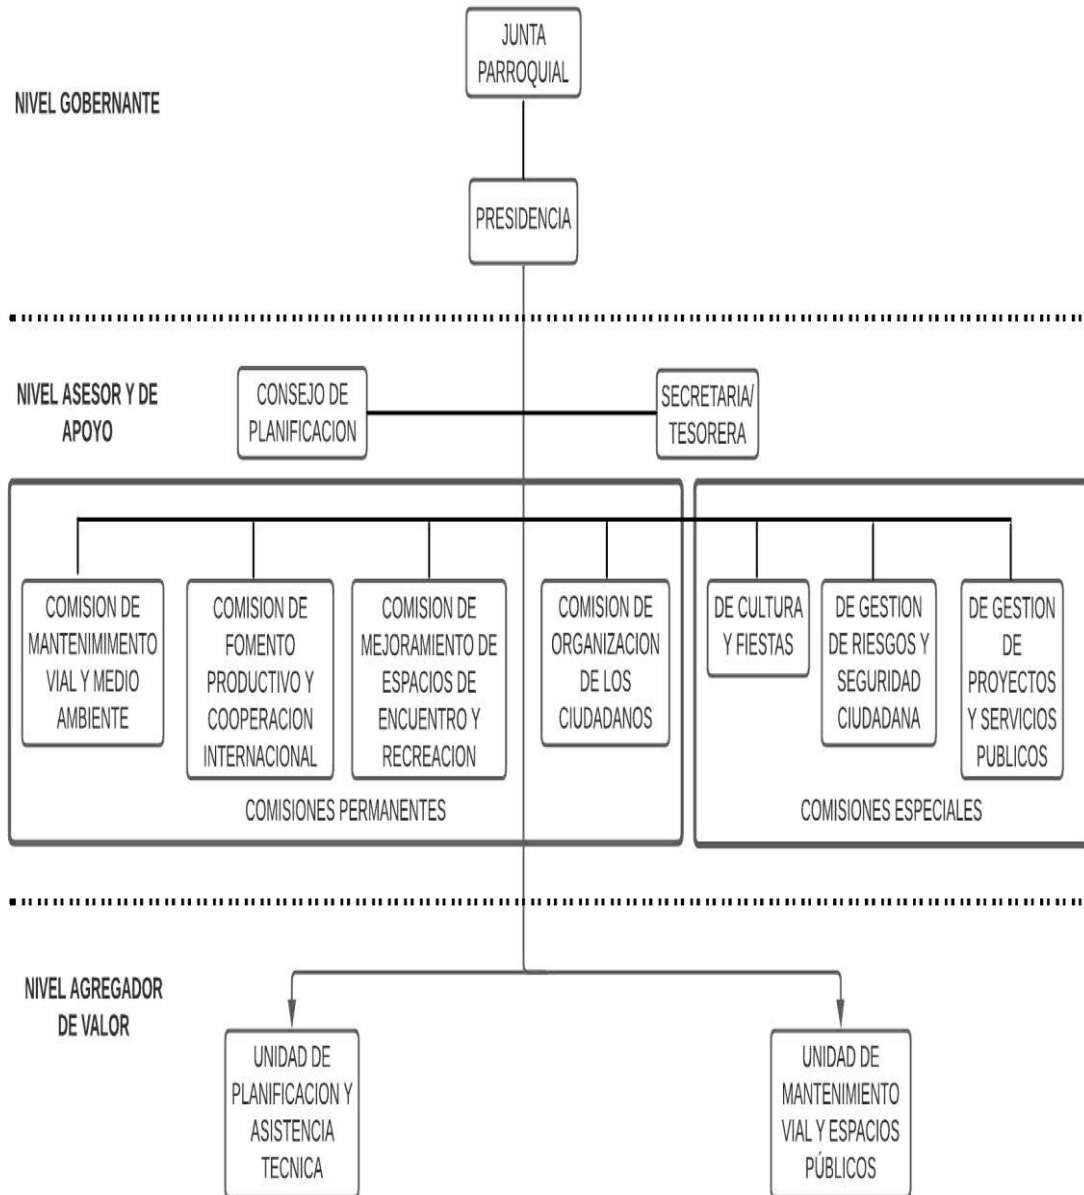 JUNTA
PARROQUIAL
NIVEL GOBERNANTE
PRESIDENCIA
NIVEL ASESOR Y DE
APOYO
CONSEJO DE
PLANIFICACION
SECRETARIA/
TESORERA
COMISION DE
MANTENIMIMENTO
VIAL Y MEDIO
AMBIENTE
COMISION DE
FOMENTO
PRODUCTIVO Y
COOPERACION
INTERNACIONAL
COMISION DE
MEJORAMIENTO DE
ESPACIOS DE
ENCUENTRO Y
RECREACION
COMISION DE
ORGANIZACION
DE LOS
CIUDADANOS
COMISIONES PERMANENTES
DE CULTURA
Y FIESTAS
DE GESTION
DE RIESGOS Y
SEGURIDAD
CIUDADANA
DE GESTION
DE
PROYECTOS
Y SERVICIOS
PUBLICOS
COMISIONES ESPECIALES
NIVEL AGREGADOR
DE VALOR
UNIDAD DE
PLANIFICACION Y
ASISTENCIA
TECNICA
UNIDAD DE
MANTENIMIENTO
VIAL Y ESPACIOS
PÚBLICOS